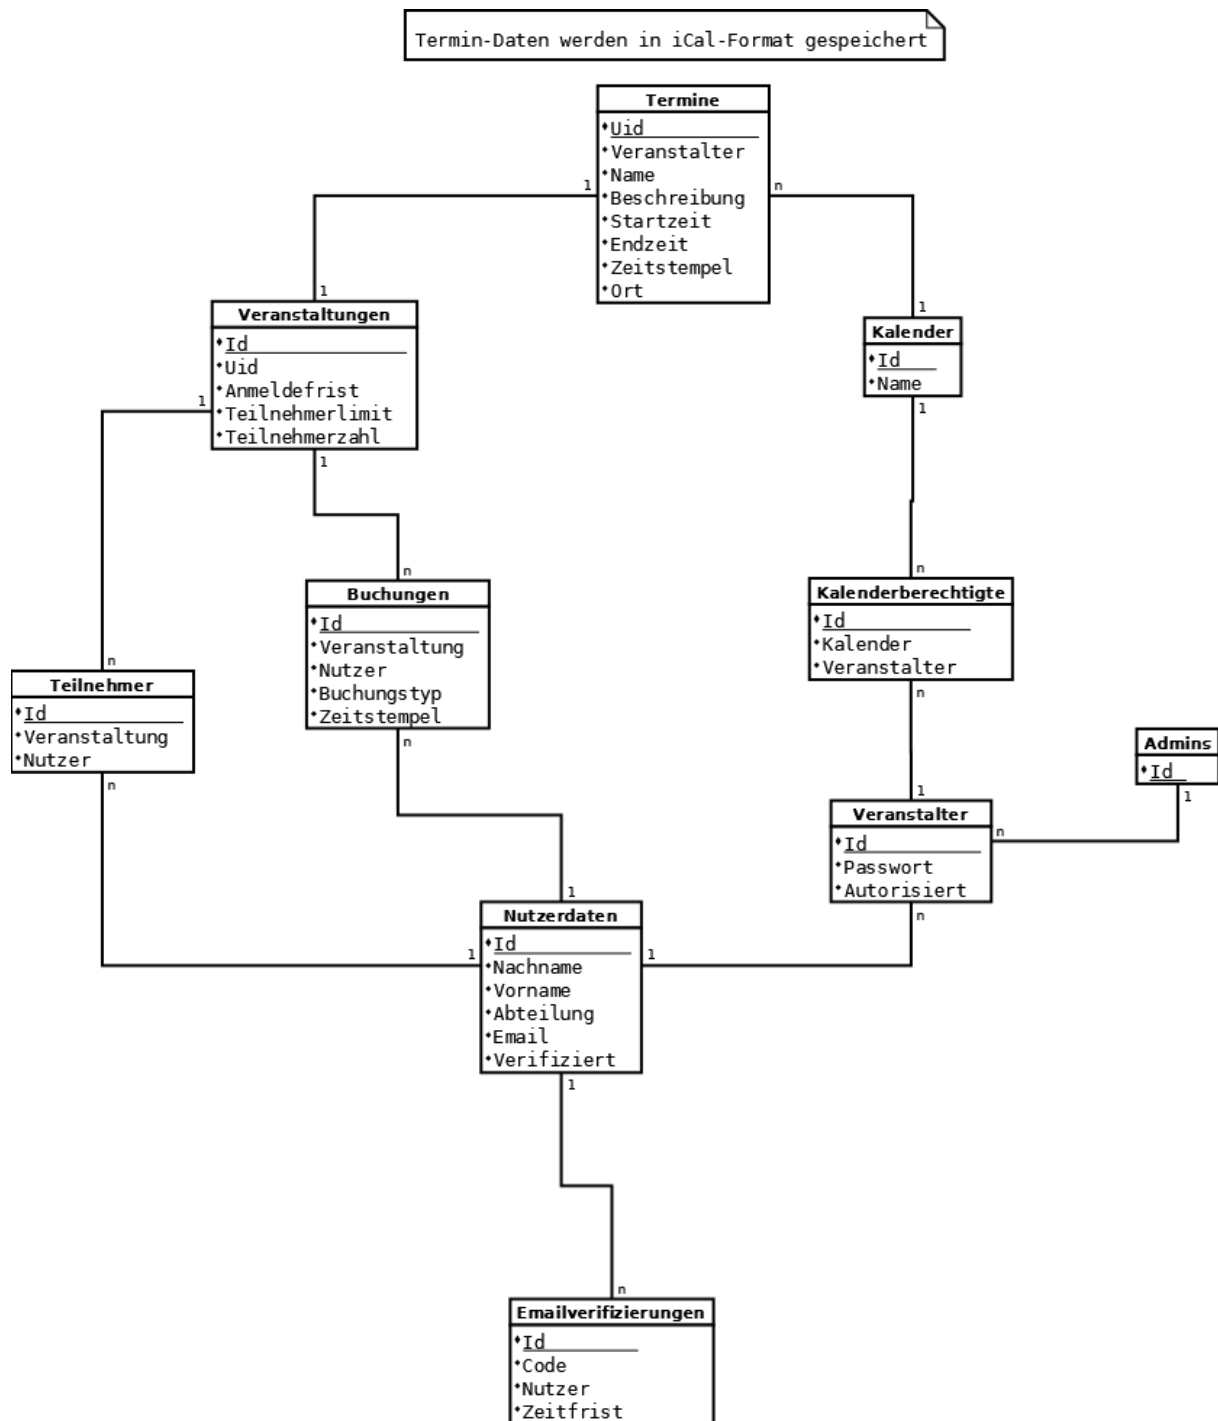 Termin-Daten werden in iCal-Format gespeichert
Termine
Uid
Veranstalter
Name
Beschreibung
Startzeit
Endzeit
Zeitstempel
Ort
1
n
1
1
Veranstaltungen
Id
Uid
Anmeldefrist
Teilnehmerlimit
Teilnehmerzahl
Kalender
Id
Name
1
1
1
n
n
Buchungen
Id
Veranstaltung
Nutzer
Buchungstyp
Zeitstempel
Kalenderberechtigte
Id
Kalender
Veranstalter
n
Teilnehmer
Id
Veranstaltung
Nutzer
n
n
n
Admins
Id
1
1
Veranstalter
Id
Passwort
Autorisiert
n
n
1
Nutzerdaten
Id
Nachname
Vorname
Abteilung
Email
Verifiziert
1
1
1
n
Emailverifizierungen
Id
Code
Nutzer
Zeitfrist